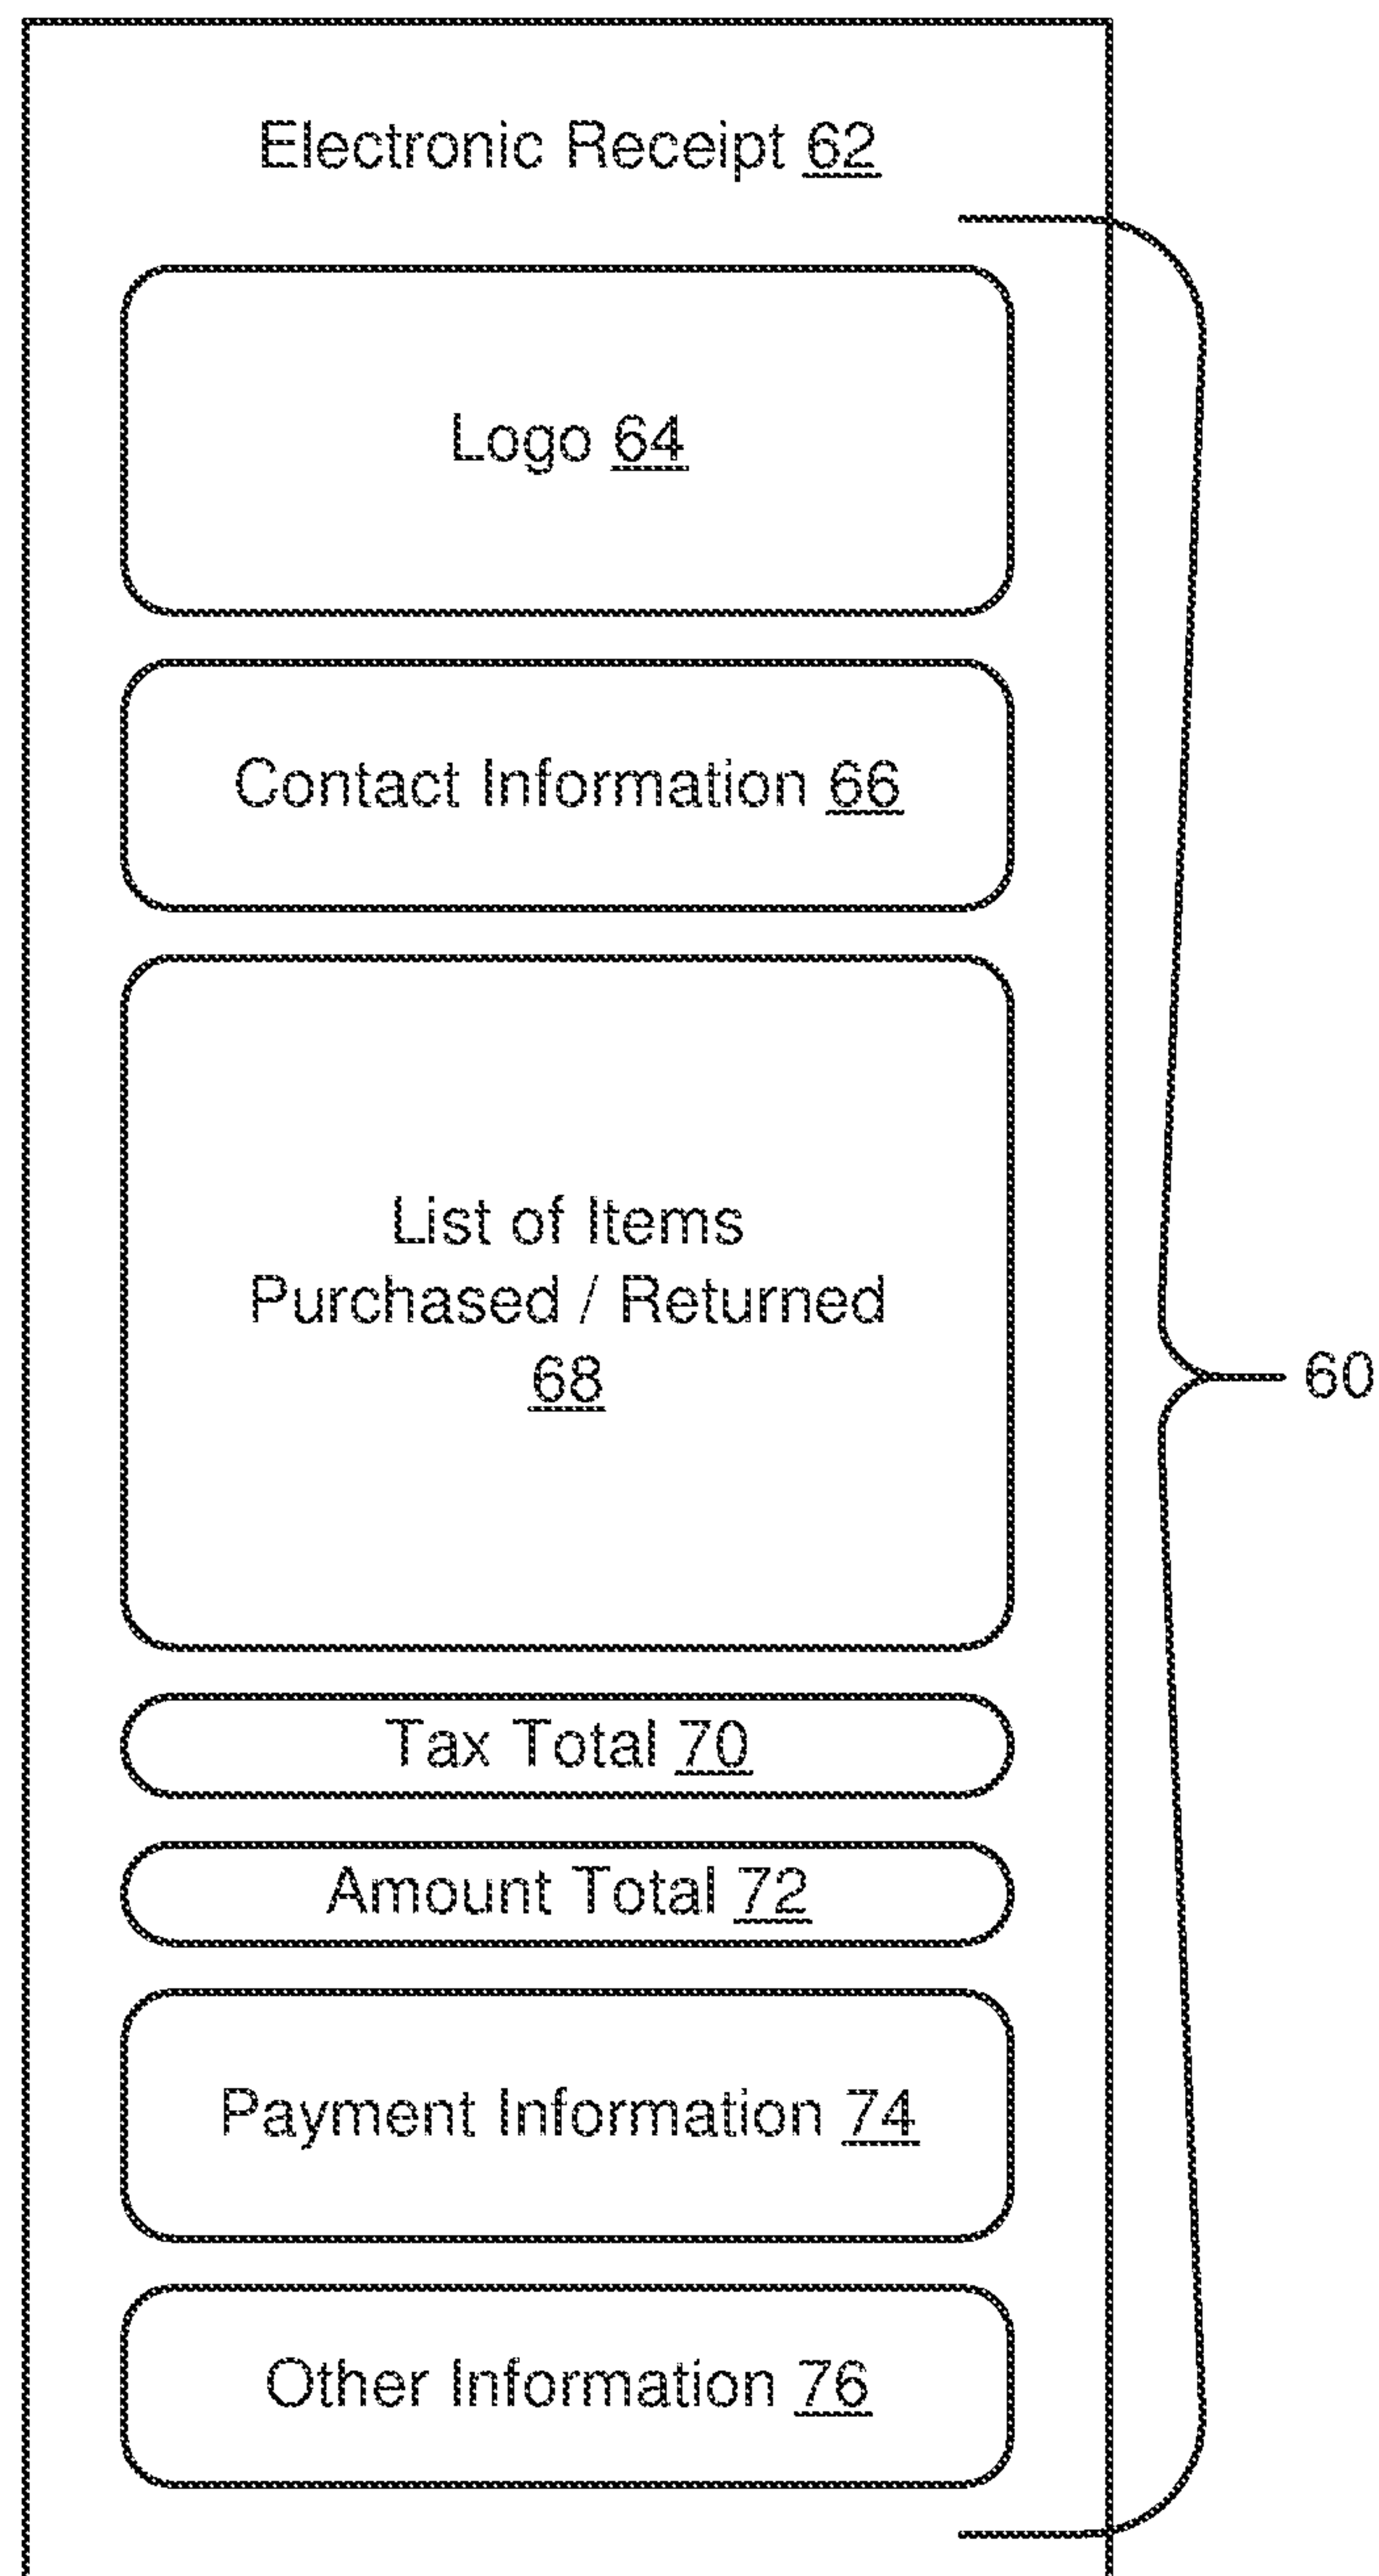 Electronic Receipt 62
Logo 64
Contact Information 66
List of Items
Purchased / Returned
68
60
Tax Total 70
Amount Total 72
Payment Information 74
Other Information 76